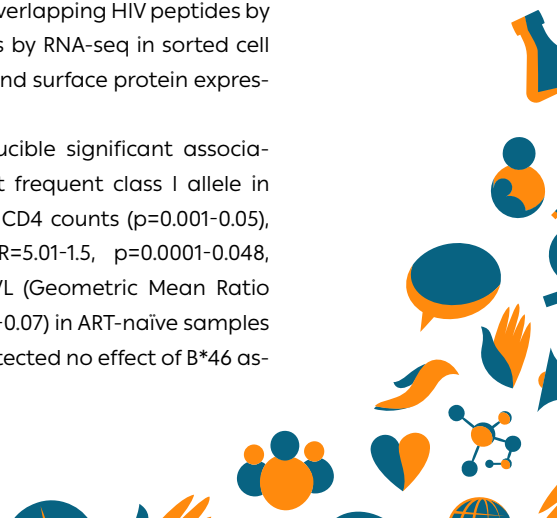 verlapping HIV peptides by
s by RNA-seq in sorted cell
nd surface protein expres-
ucible significant associa-
t frequent class I allele in
CD4 counts (p=0.001-0.05),
R=5.01-1.5, p=0.0001-0.048,
VL (Geometric Mean Ratio
-0.07) in ART-naïve samples
tected no effect of B*46 as-